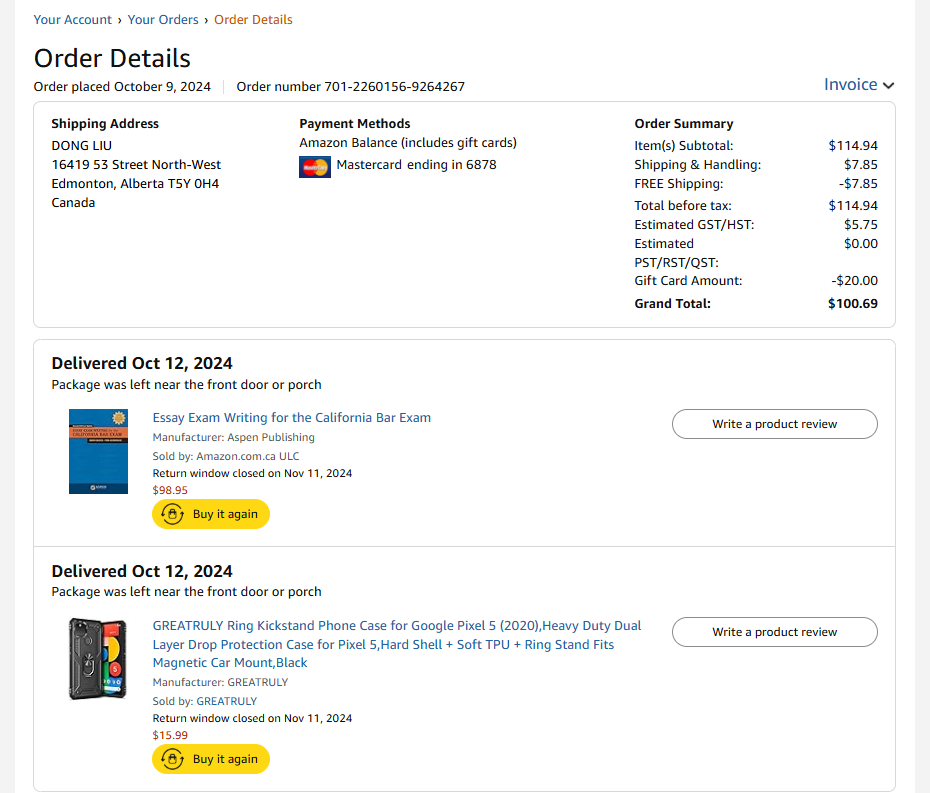 Your Account › Your Orders › Order Details
Order Details
Order placed October 9, 2024 Order number 701-2260156-9264267
Invoice
Shipping Address
DONG LIU
16419 53 Street North-West
Edmonton, Alberta T5Y 0H4
Canada
Payment Methods
Amazon Balance (includes gift cards)
Mastercard ending in 6878
Order Summary
Item(s) Subtotal: $114.94
Shipping & Handling: $7.85
FREE Shipping: -$7.85
Total before tax: $114.94
Estimated GST/HST: $5.75
Estimated $0.00
PST/RST/QST:
Gift Card Amount: -$20.00
Grand Total: $100.69
Delivered Oct 12, 2024
Package was left near the front door or porch
CALIFORNIA BAR EXAM
Essay Exam Writing for the California Bar Exam
Manufacturer: Aspen Publishing
Sold by: Amazon.com.ca ULC
Return window closed on Nov 11, 2024
$98.95
Buy it again
Write a product review
Delivered Oct 12, 2024
Package was left near the front door or porch
GREATRULY Ring Kickstand Phone Case for Google Pixel 5 (2020),Heavy Duty Dual
Layer Drop Protection Case for Pixel 5,Hard Shell + Soft TPU + Ring Stand Fits
Magnetic Car Mount,Black
Manufacturer: GREATRULY
Sold by: GREATRULY
Return window closed on Nov 11, 2024
$15.99
Buy it again
Write a product review